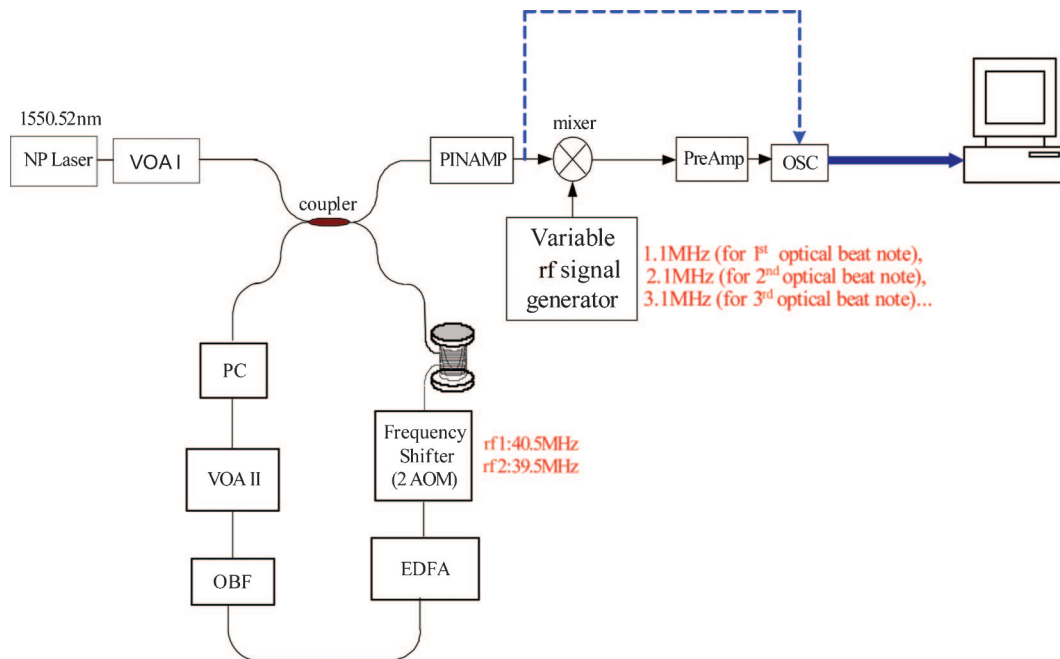 1550.52nm
NP Laser
VOA I
coupler
PINAMP
mixer
PreAmp
OSC
Variable
rf signal
generator
1.1MHz (for 1st optical beat note),
2.1MHz (for 2nd optical beat note),
3.1MHz (for 3rd optical beat note)...
PC
VOA II
OBF
Frequency
Shifter
(2 AOM)
rf1:40.5MHz
rf2:39.5MHz
EDFA